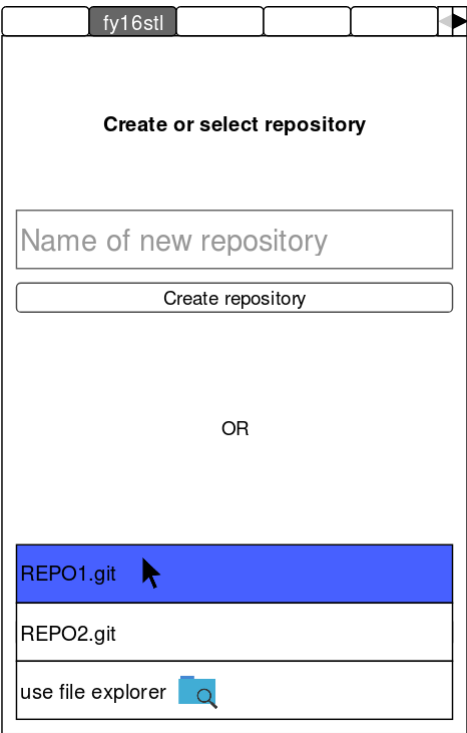 fy16stl
Create or select repository
Name of new repository
Create repository
OR
REPO1.git
REPO2.git
use file explorer